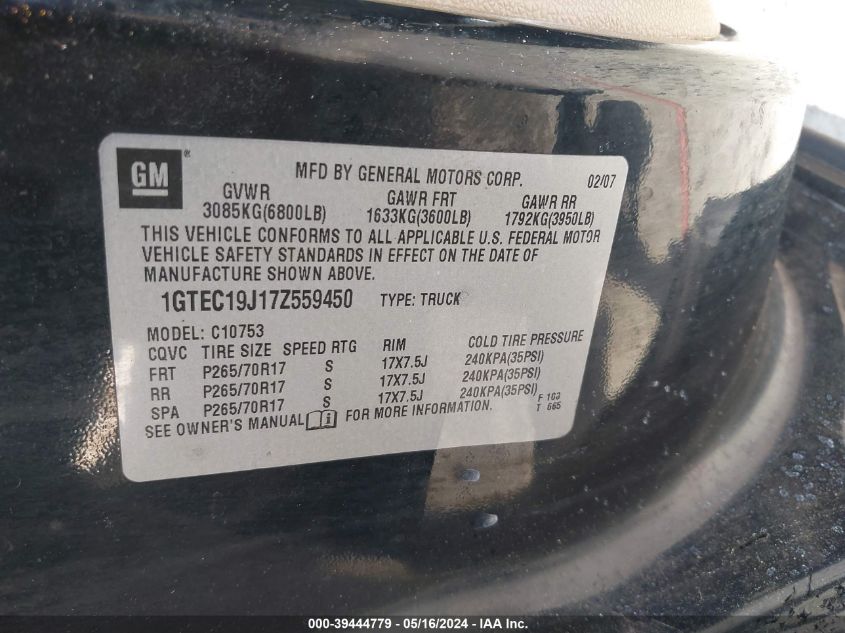 GM ® MFD BY GENERAL MOTORS CORP. 02/07
GVWR GAWR FRT GAWR RR
3085KG(6800LB) 1633KG(3600LB) 1792KG(3950LB)
THIS VEHICLE CONFORMS TO ALL APPLICABLE U.S. FEDERAL MOTOR
VEHICLE SAFETY STANDARDS IN EFFECT ON THE DATE OF
MANUFACTURE SHOWN ABOVE.
1GTEC19J17Z559450 TYPE: TRUCK
MODEL: C10753
CQVC TIRE SIZE SPEED RTG RIM COLD TIRE PRESSURE
FRT P265/70R17 S 17X7.5J 240KPA(35PSI)
RR P265/70R17 S 17X7.5J 240KPA(35PSI)
SPA P265/70R17 S 17X7.5J 240KPA(35PSI)
SEE OWNER'S MANUAL i FOR MORE INFORMATION.
F
T
000-39444779 - 05/16/2024 - IAA Inc.